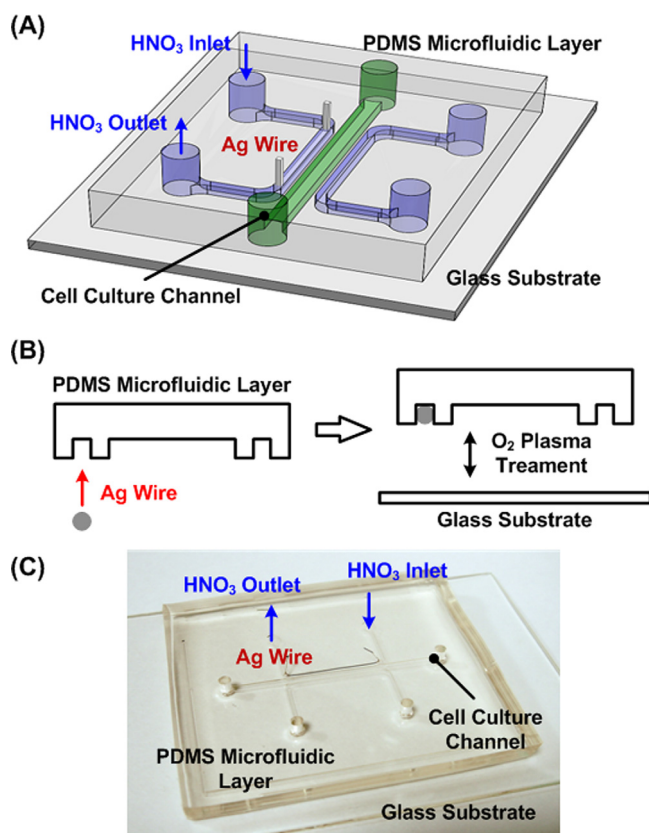 (A)
HNO₃ Inlet
PDMS Microfluidic Layer
HNO₃ Outlet
Ag Wire
Glass Substrate
Cell Culture Channel
(B)
PDMS Microfluidic Layer
O₂ Plasma
Treament
Ag Wire
Glass Substrate
(C)
HNO₃ Outlet
HNO₃ Inlet
Ag Wire
Cell Culture
Channel
PDMS Microfluidic
Layer
Glass Substrate